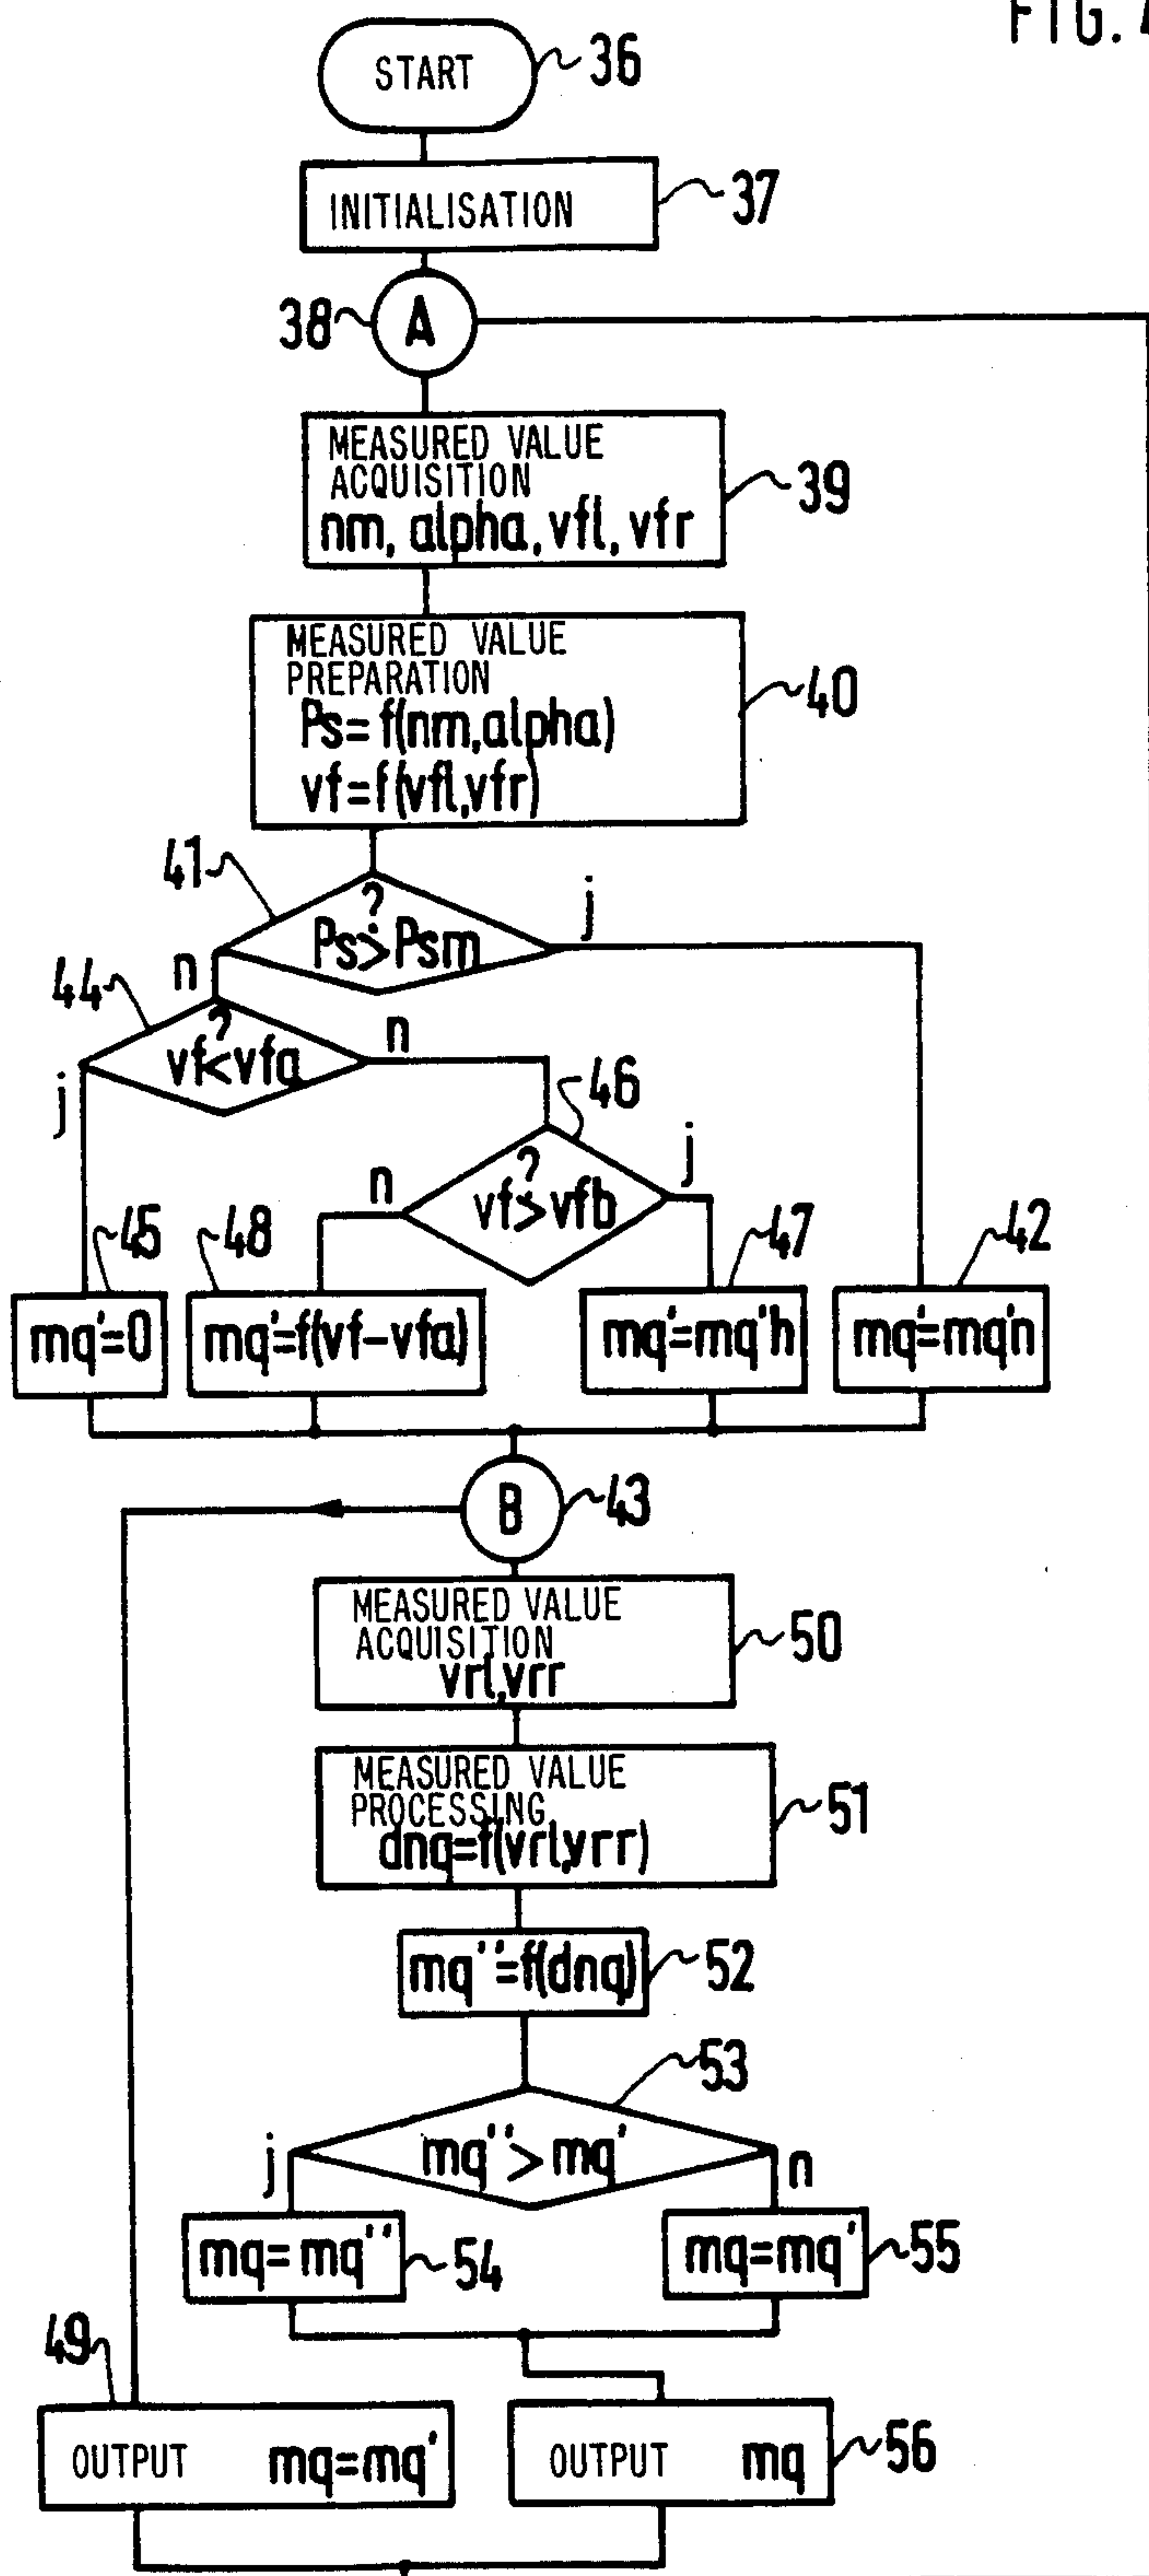 FIG. 4
START
36
INITIALISATION
37
38
A
MEASURED VALUE
ACQUISITION
nm, alpha, vfl, vfr
39
MEASURED VALUE
PREPARATION
Ps= f(nm,alpha)
vf=f(vfl,vfr)
40
41
?
Ps>Psm
j
n
44
?
vf<vfa
n
j
46
?
vf>vfb
n
j
45
48
47
42
mq'=0
mq'=f(vf-vfa)
mq'=mq'h
mq'=mq'n
B
43
MEASURED VALUE
ACQUISITION
vrl,vrr
50
MEASURED VALUE
PROCESSING
dnq=f(vrl,vrr)
51
mq''=f(dnq)
52
53
mq''>mq'
j
n
mq=mq''
54
mq=mq'
55
49
OUTPUT mq=mq'
OUTPUT mq
56